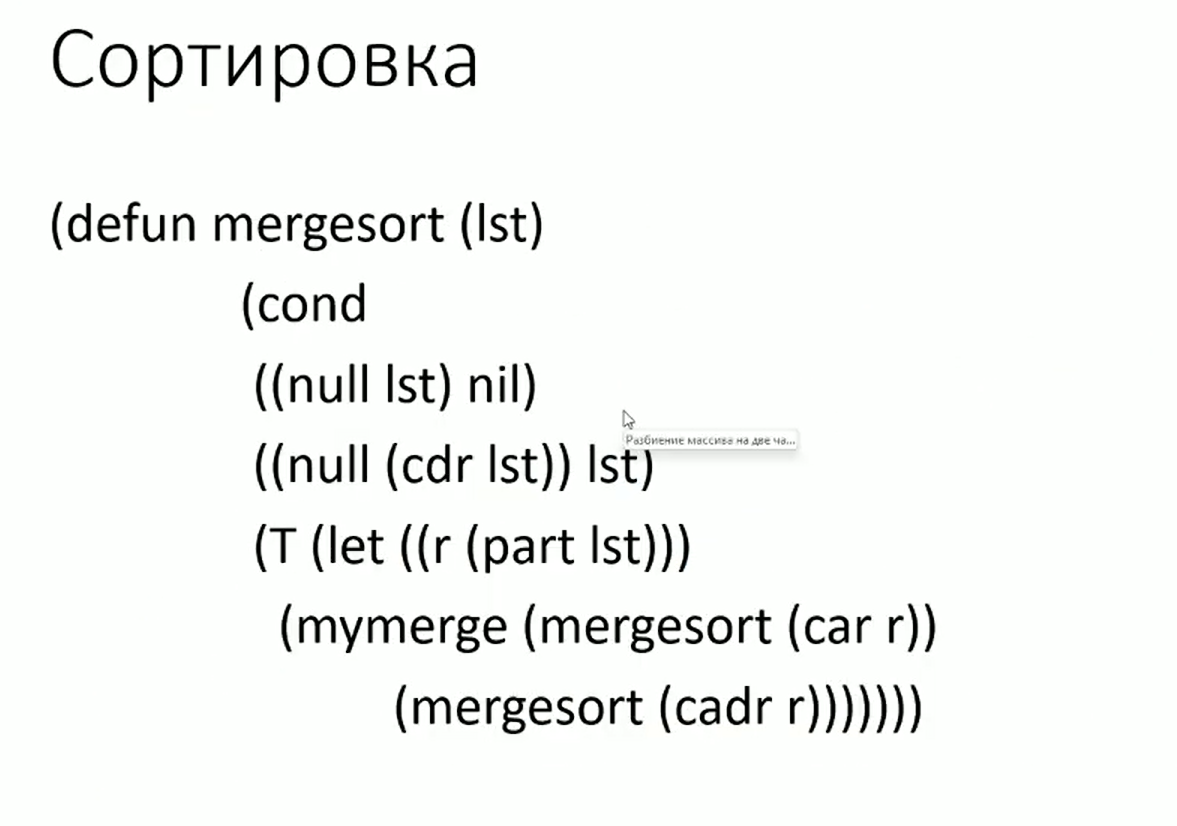 Сортировка
(defun mergesort (lst)
(cond
((null lst) nil)
Разбиение массива на две ча...
((null (cdr lst)) lst)
(T (let ((r (part lst)))
(mymerge (mergesort (car r))
(mergesort (cadr r)))))))